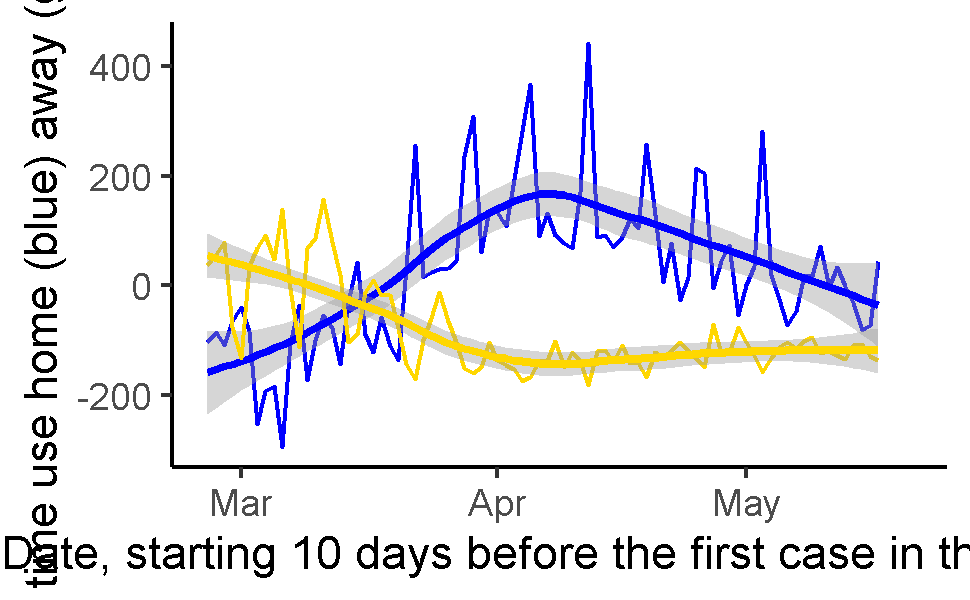 time use home (blue) away (
400
200
0
-200
Mar Apr May
Date, starting 10 days before the first case in th